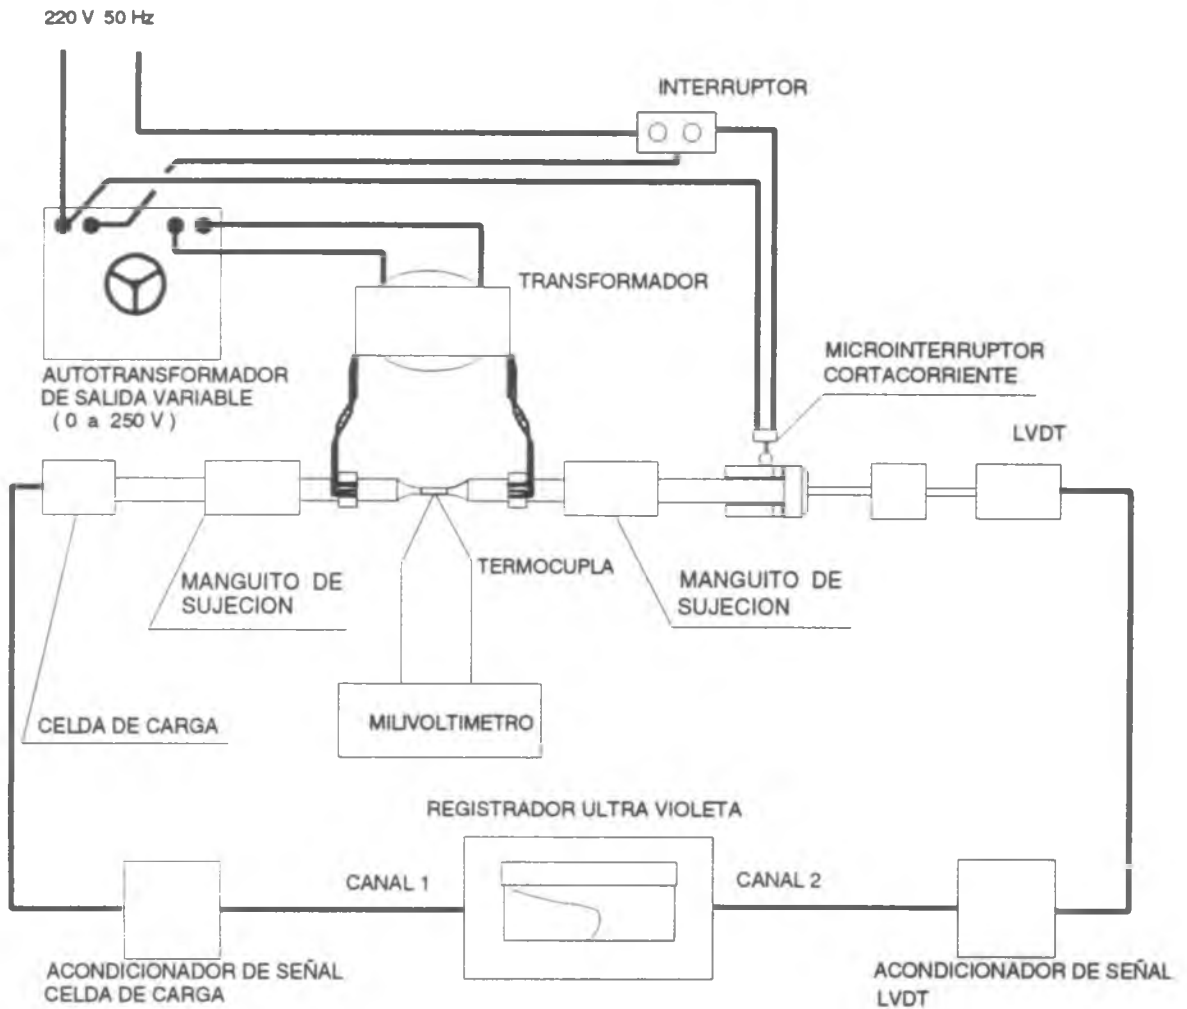 220 V 50 Hz
INTERRUPTOR
TRANSFORMADOR
MICROINTERRUPTOR
CORTACORRIENTE
AUTOTRANSFORMADOR
DE SALIDA VARIABLE
( 0 a 250 V )
LVDT
TERMOCUPLA
MANGUITO DE
SUJECION
MANGUITO DE
SUJECION
CELDA DE CARGA
MILIVOLTIMETRO
REGISTRADOR ULTRA VIOLETA
CANAL 1
CANAL 2
ACONDICIONADOR DE SEÑAL
CELDA DE CARGA
ACONDICIONADOR DE SEÑAL
LVDT